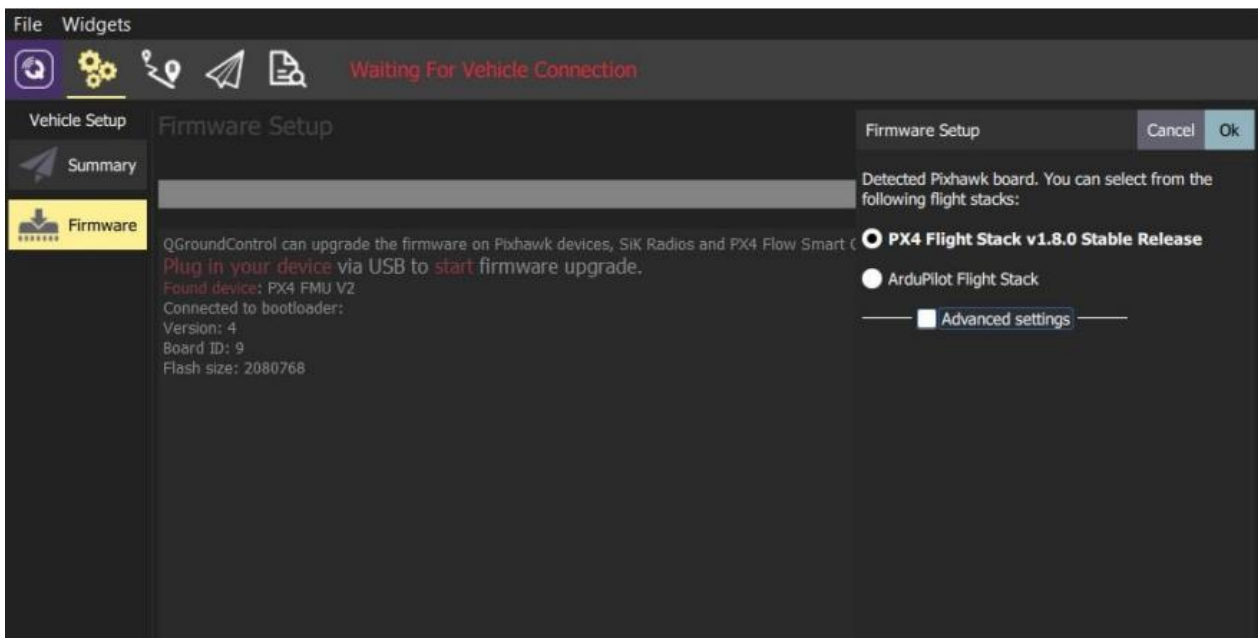 File Widgets
Waiting For Vehicle Connection
Vehicle Setup
Summary
Firmware
Firmware Setup
QGroundControl can upgrade the firmware on Pixhawk devices, SiK Radios and PX4 Flow Smart
Plug in your device via USB to start firmware upgrade.
Found device: PX4 FMU V2
Connected to bootloader:
Version: 4
Board ID: 9
Flash size: 2080768
Firmware Setup Cancel Ok
Detected Pixhawk board. You can select from the
following flight stacks:
PX4 Flight Stack v1.8.0 Stable Release
ArduPilot Flight Stack
Advanced settings